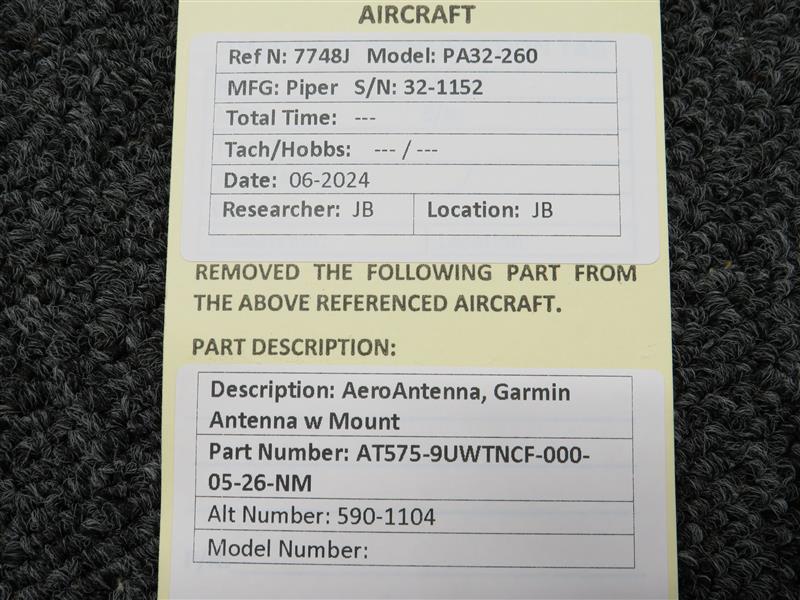 AIRCRAFT
Ref N: 7748J Model: PA32-260
MFG: Piper S/N: 32-1152
Total Time: ---
Tach/Hobbs: --- / ---
Date: 06-2024
Researcher: JB Location: JB
REMOVED THE FOLLOWING PART FROM
THE ABOVE REFERENCED AIRCRAFT.
PART DESCRIPTION:
Description: AeroAntenna, Garmin
Antenna w Mount
Part Number: AT575-9UWTNCF-000-
05-26-NM
Alt Number: 590-1104
Model Number: